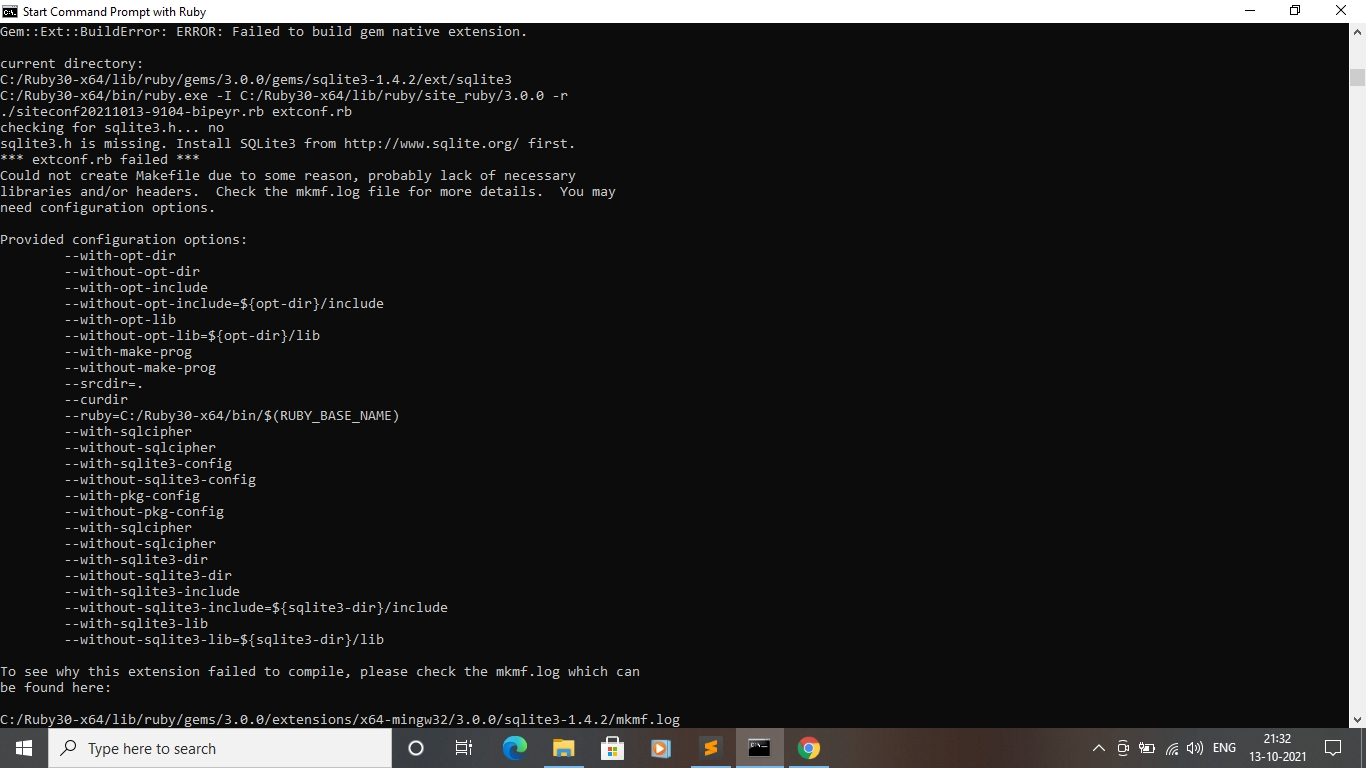 Start Command Prompt with Ruby
Gem::Ext::BuildError: ERROR: Failed to build gem native extension.
current directory:
C:/Ruby30-x64/lib/ruby/gems/3.0.0/gems/sqlite3-1.4.2/ext/sqlite3
C:/Ruby30-x64/bin/ruby.exe -I C:/Ruby30-x64/lib/ruby/site_ruby/3.0.0 -r
./siteconf20211013-9104-bipeyr.rb extconf.rb
checking for sqlite3.h... no
sqlite3.h is missing. Install SQLite3 from http://www.sqlite.org/ first.
*** extconf.rb failed ***
Could not create Makefile due to some reason, probably lack of necessary
libraries and/or headers.  Check the mkmf.log file for more details.  You may
need configuration options.
Provided configuration options:
--with-opt-dir
--without-opt-dir
--with-opt-include
--without-opt-include=${opt-dir}/include
--with-opt-lib
--without-opt-lib=${opt-dir}/lib
--with-make-prog
--without-make-prog
--srcdir=.
--curdir
--ruby=C:/Ruby30-x64/bin/$(RUBY_BASE_NAME)
--with-sqlcipher
--without-sqlcipher
--with-sqlite3-config
--without-sqlite3-config
--with-pkg-config
--without-pkg-config
--with-sqlcipher
--without-sqlcipher
--with-sqlite3-dir
--without-sqlite3-dir
--with-sqlite3-include
--without-sqlite3-include=${sqlite3-dir}/include
--with-sqlite3-lib
--without-sqlite3-lib=${sqlite3-dir}/lib
To see why this extension failed to compile, please check the mkmf.log which can
be found here:
C:/Ruby30-x64/lib/ruby/gems/3.0.0/extensions/x64-mingw32/3.0.0/sqlite3-1.4.2/mkmf.log
Type here to search
ENG
21:32
13-10-2021